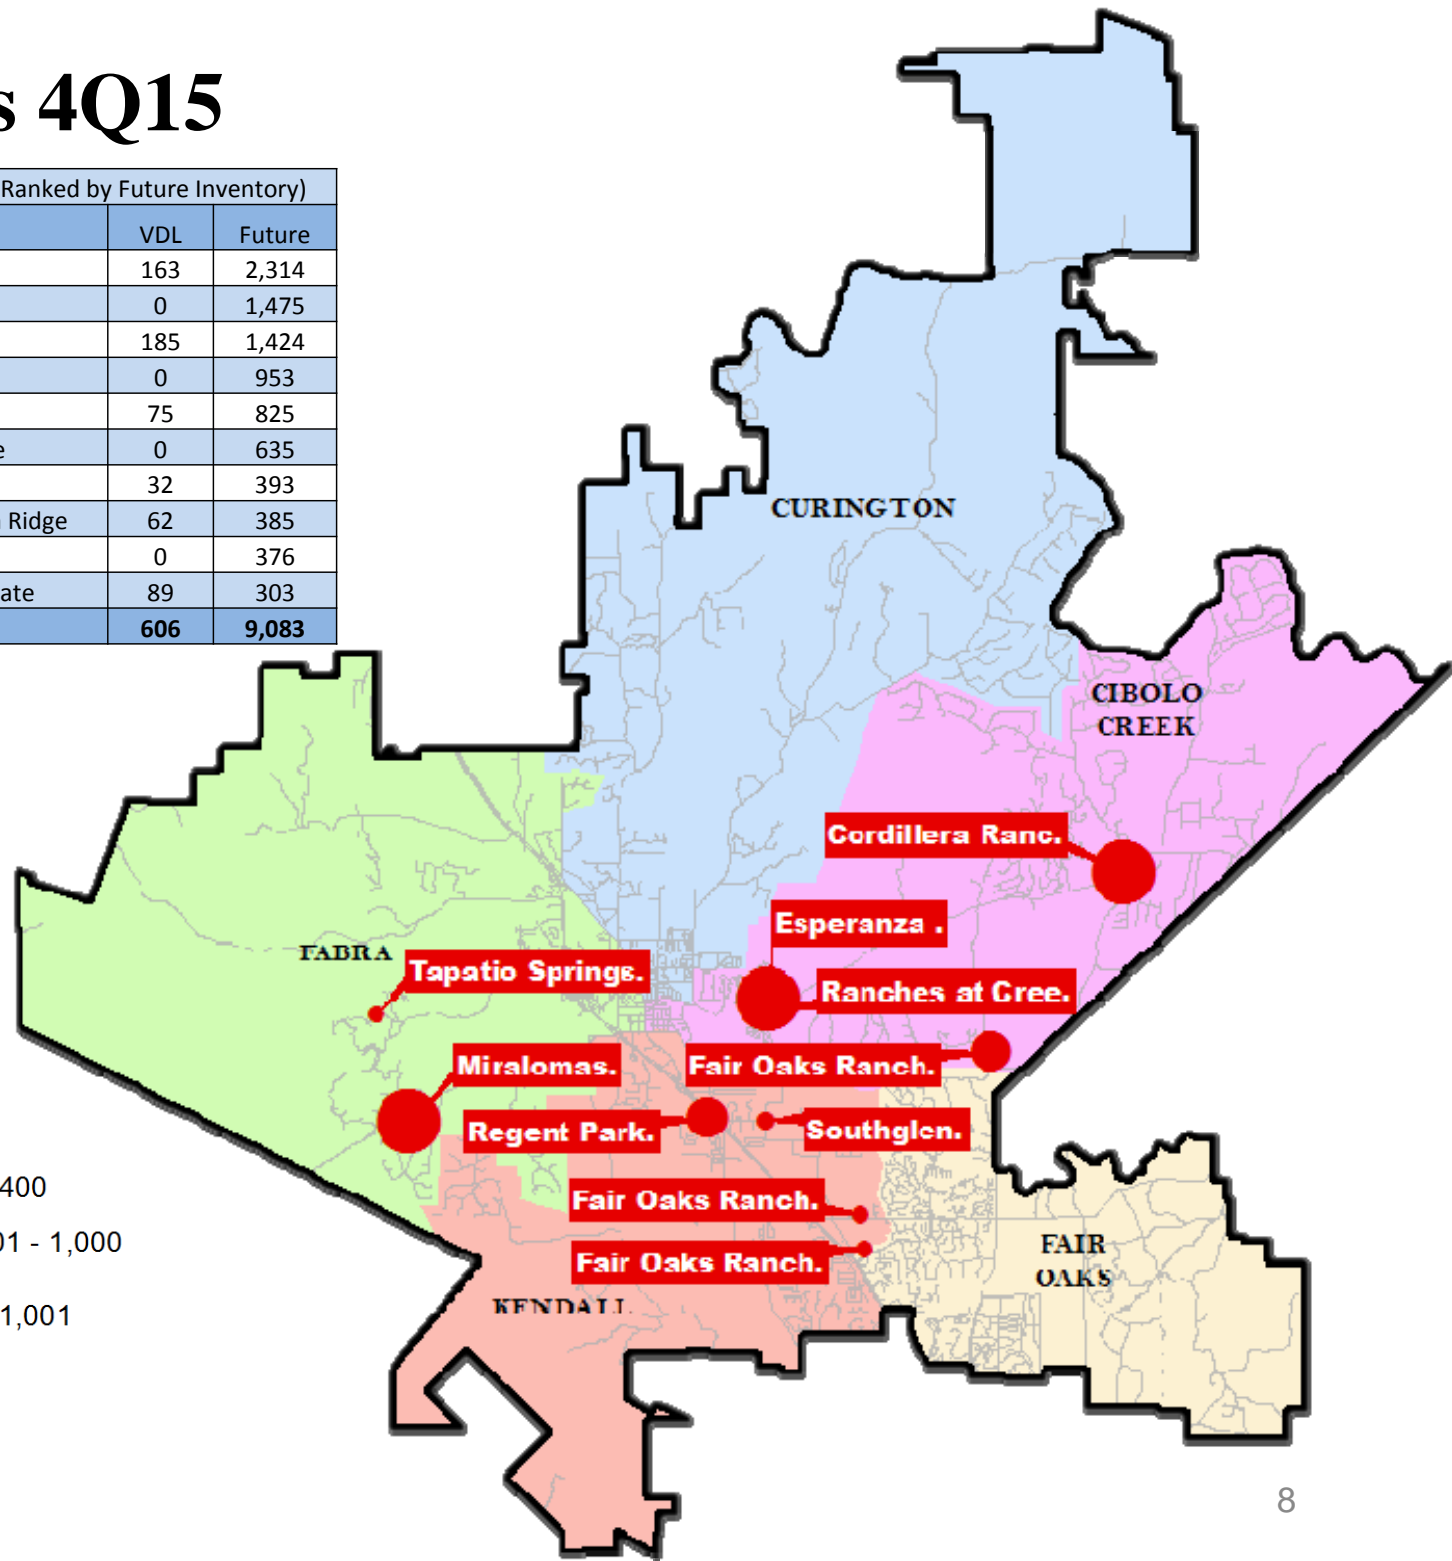 s 4Q15
Ranked by Future Inventory)
VDL Future
163 2,314
0 1,475
185 1,424
0 953
75 825
e 0 635
32 393
Ridge 62 385
0 376
ate 89 303
606 9,083
CURINGTON
CIBOLO
CREEK
Cordillera Ranc.
Esperanza .
FABRA
Tapatio Springs.
Ranches at Cree.
Miralomas.
Fair Oaks Ranch.
Regent Park.
Southglen.
400
01 - 1,000
1,001
Fair Oaks Ranch.
Fair Oaks Ranch.
FAIR
OAKS
KENDALL
8